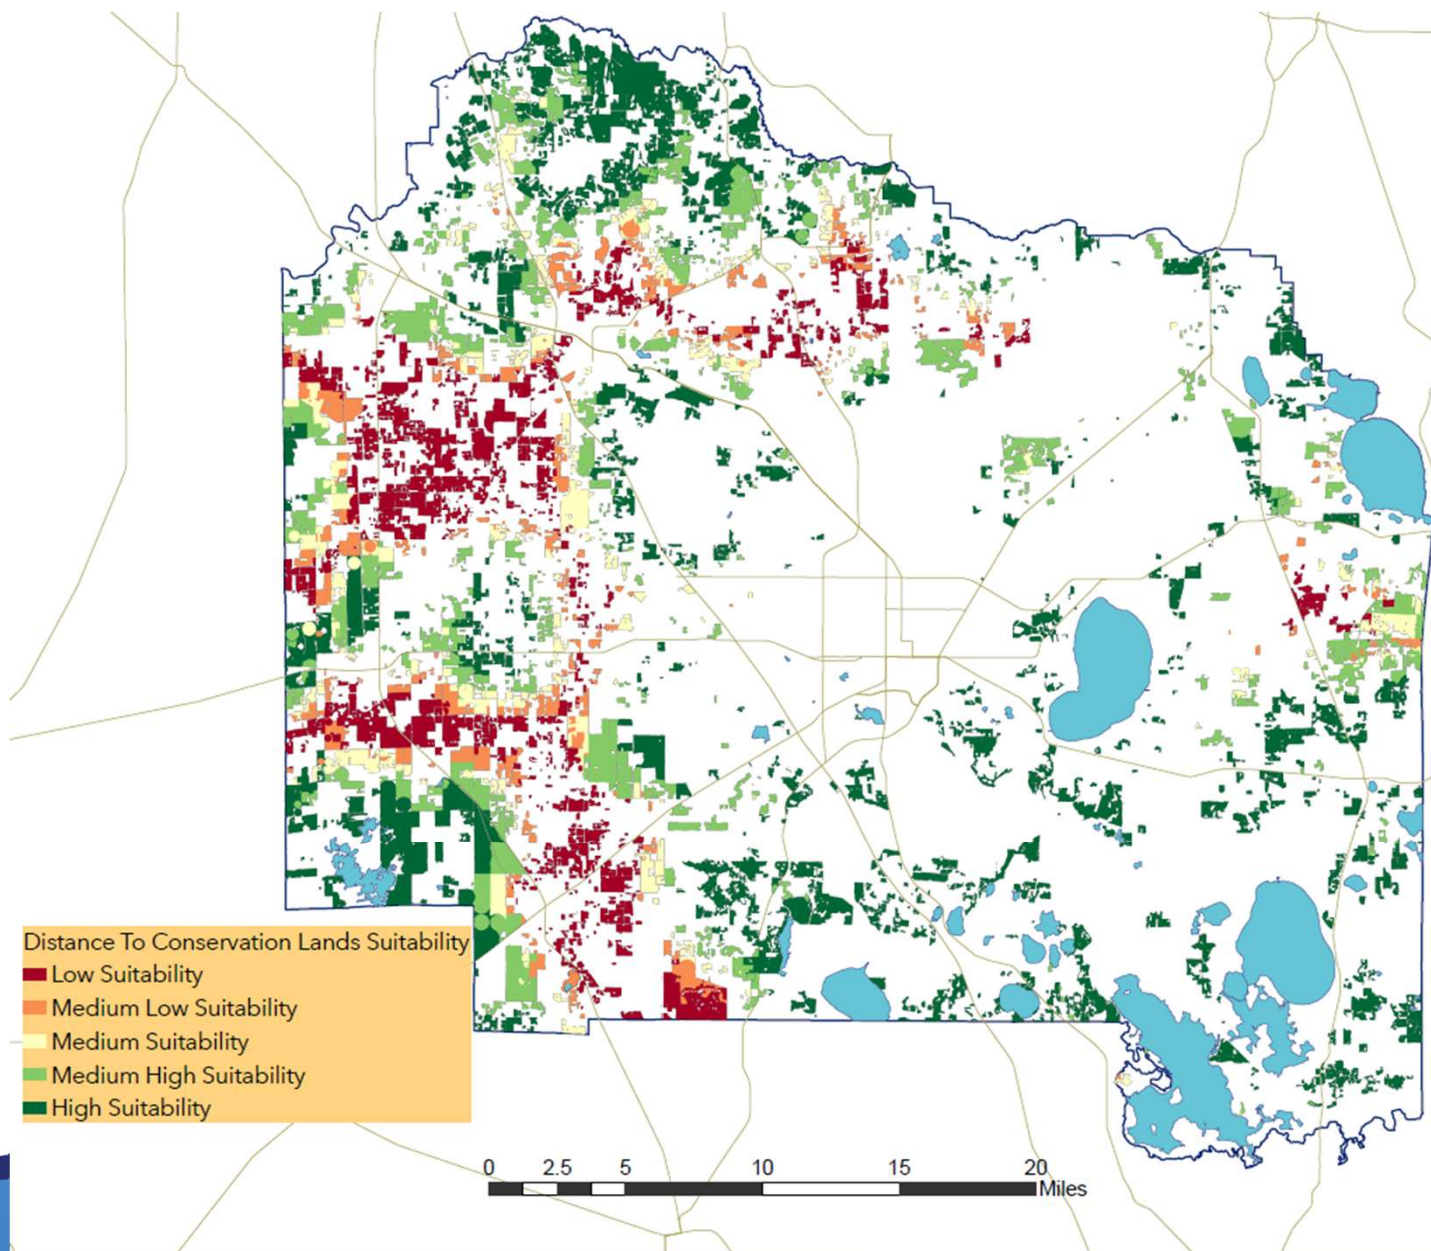 Distance To Conservation Lands Suitability
Low Suitability
Medium Low Suitability
Medium Suitability
Medium High Suitability
High Suitability
0 2.5 5 10 15 20
Miles